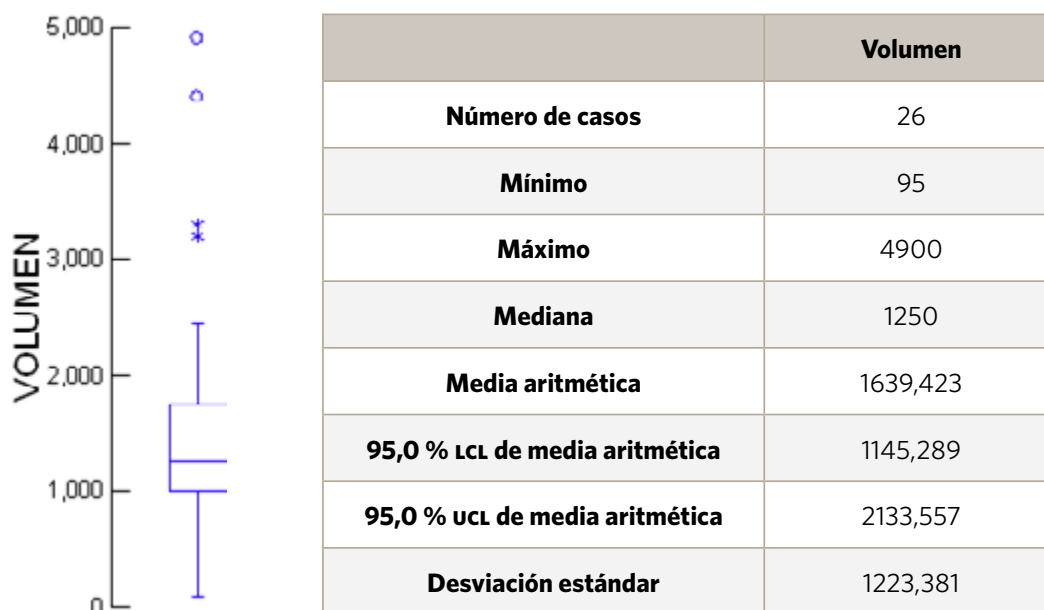 5,000
4,000
3,000
2,000
1,000
0
VOLUMEN
Volumen
Número de casos 26
Mínimo 95
Máximo 4900
Mediana 1250
Media aritmética 1639,423
95,0 % LCL de media aritmética 1145,289
95,0 % UCL de media aritmética 2133,557
Desviación estándar 1223,381